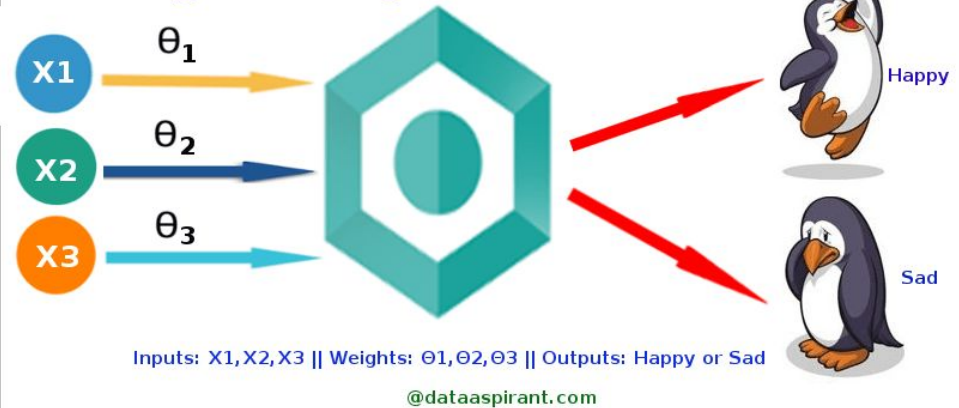 X1
θ1
X2
θ2
X3
θ3
Happy
Sad
Inputs: X1,X2,X3 || Weights: Θ1,Θ2,Θ3 || Outputs: Happy or Sad
@dataaspirant.com